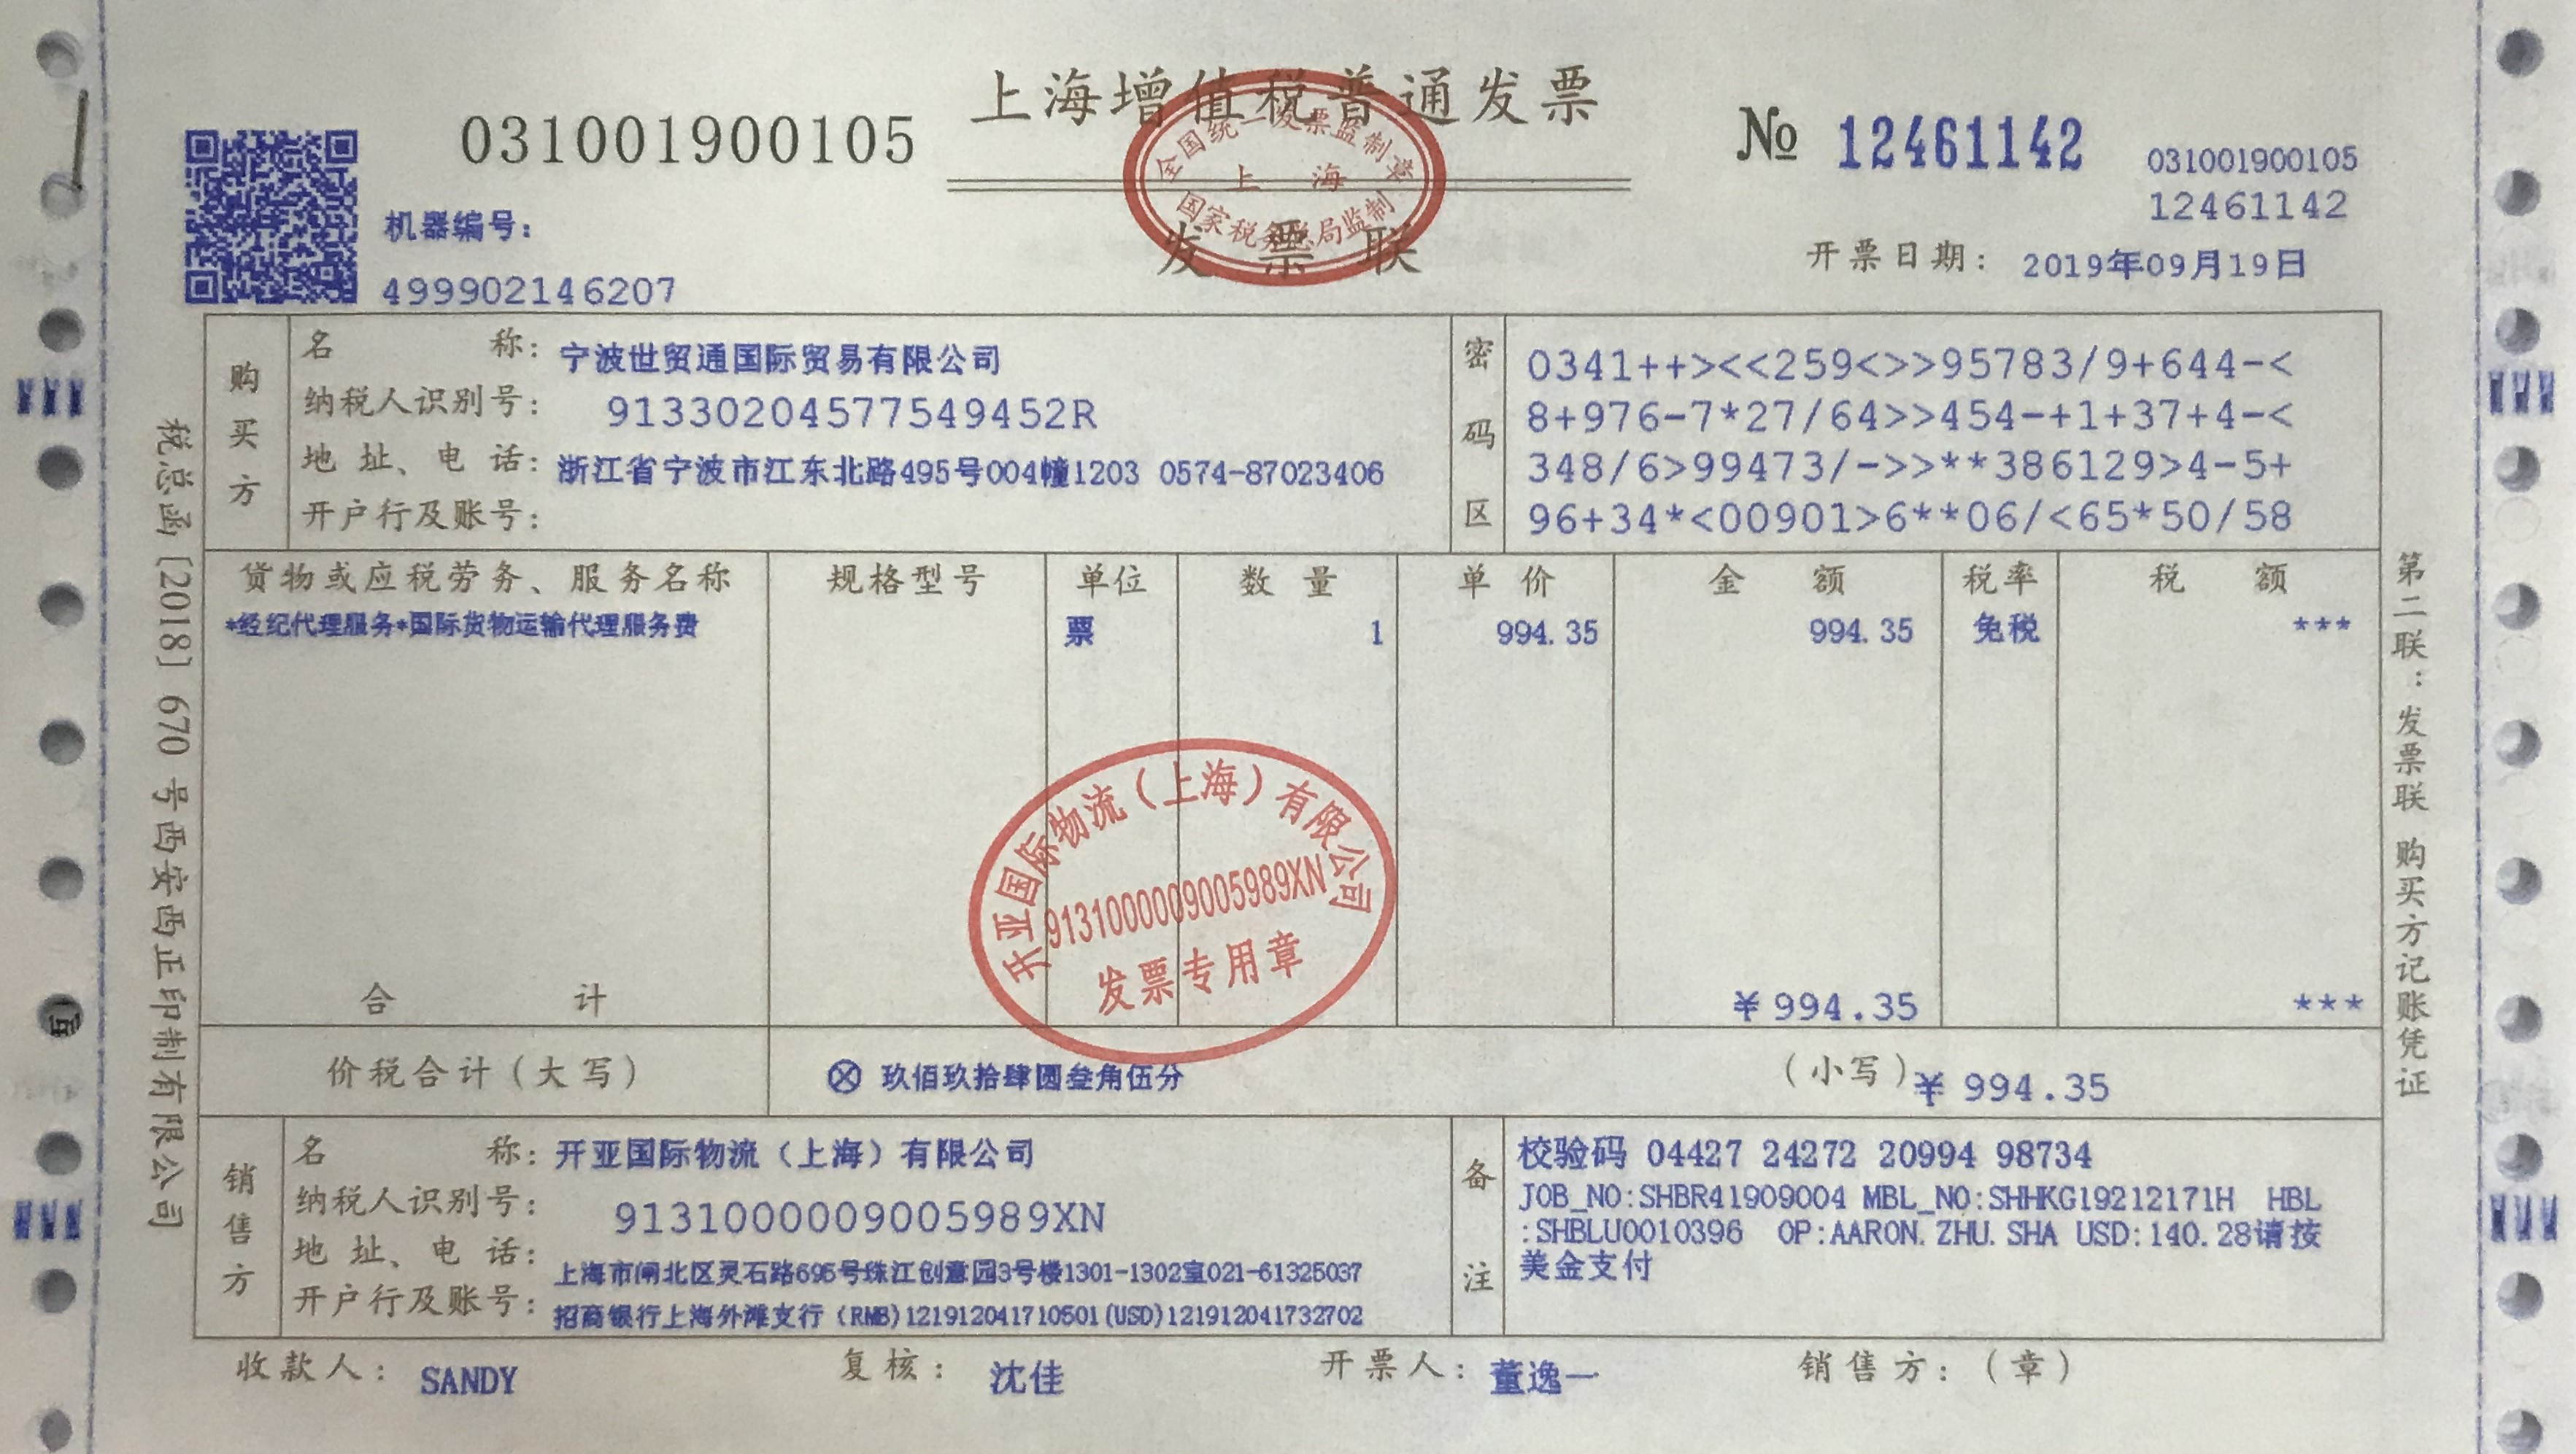 上海增值税普通发票
031001900105
No 12461142
031001900105
12461142
全国统一发票监制章
上 海
国家税务总局监制
发票联
机器编号:
499902146207
开票日期: 2019年09月19日
购买方
名 称: 宁波世贸通国际贸易有限公司
纳税人识别号: 91330204577549452R
地址、电话: 浙江省宁波市江东北路495号004幢1203 0574-87023406
开户行及账号:
密码区
0341++><<259<>>95783/9+644-<
8+976-7*27/64>>454-+1+37+4-<
348/6>99473/->>**386129>4-5+
96+34*<00901>6**06/<65*50/58
货物或应税劳务、服务名称 规格型号 单位 数量 单价 金额 税率 税额
*经纪代理服务*国际货物运输代理服务费 票 1 994.35 994.35 免税 ***
开亚国际物流(上海)有限公司
9131000009005989XN
发票专用章
合计 ¥994.35 ***
价税合计(大写) ⊗ 玖佰玖拾肆圆叁角伍分 (小写) ¥994.35
销售方
名 称: 开亚国际物流(上海)有限公司
纳税人识别号: 9131000009005989XN
地址、电话: 上海市闸北区灵石路695号珠江创意园3号楼1301-1302室021-61325037
开户行及账号: 招商银行上海外滩支行(RMB)121912041710501(USD)121912041732702
备注
校验码 04427 24272 20994 98734
JOB_NO:SHBR41909004 MBL_NO:SHHKG19212171H HBL
:SHBLU0010396 OP:AARON.ZHU.SHA USD:140.28请按
美金支付
收款人: SANDY 复核: 沈佳 开票人: 董逸一 销售方:(章)
税总函[2018]670号西安西正印制有限公司
第二联:发票联 购买方记账凭证